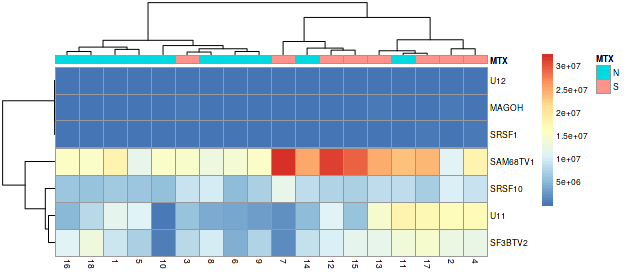 MTX
U12
MAGOH
SRSF1
SAM68TV1
SRSF10
U11
SF3BTV2
16 18 1 5 10 3 8 6 9 7 14 12 15 13 11 17 2 4
3e+07
2.5e+07
2e+07
1.5e+07
1e+07
5e+06
MTX
N
S